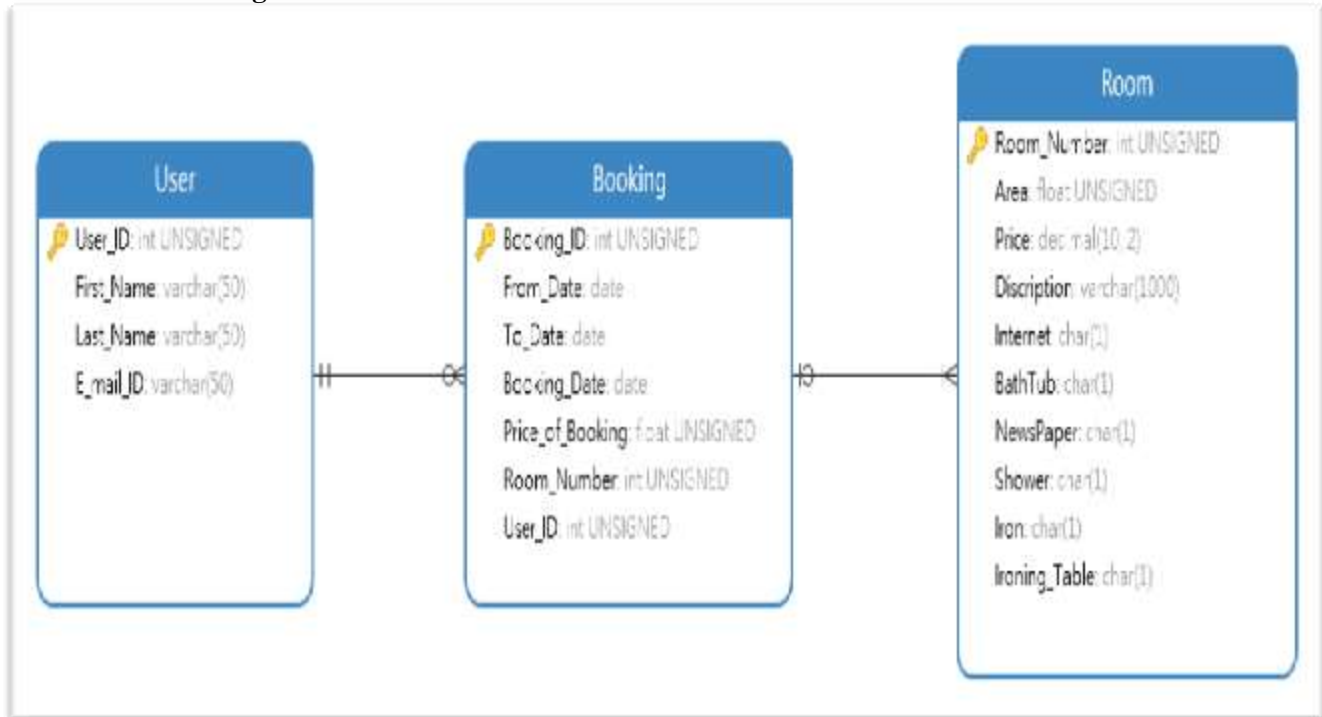 User
User_ID: int UNSIGNED
First_Name: varchar(50)
Last_Name: varchar(50)
E_mail_ID: varchar(50)
Booking
Booking_ID: int UNSIGNED
From_Date: date
To_Date: date
Booking_Date: date
Price_of_Booking: float UNSIGNED
Room_Number: int UNSIGNED
User_ID: int UNSIGNED
Room
Room_Number: int UNSIGNED
Area: float UNSIGNED
Price: decimal(10, 2)
Discription: varchar(1000)
Internet: char(1)
BathTub: char(1)
NewsPaper: char(1)
Shower: char(1)
Iron: char(1)
Ironing_Table: char(1)